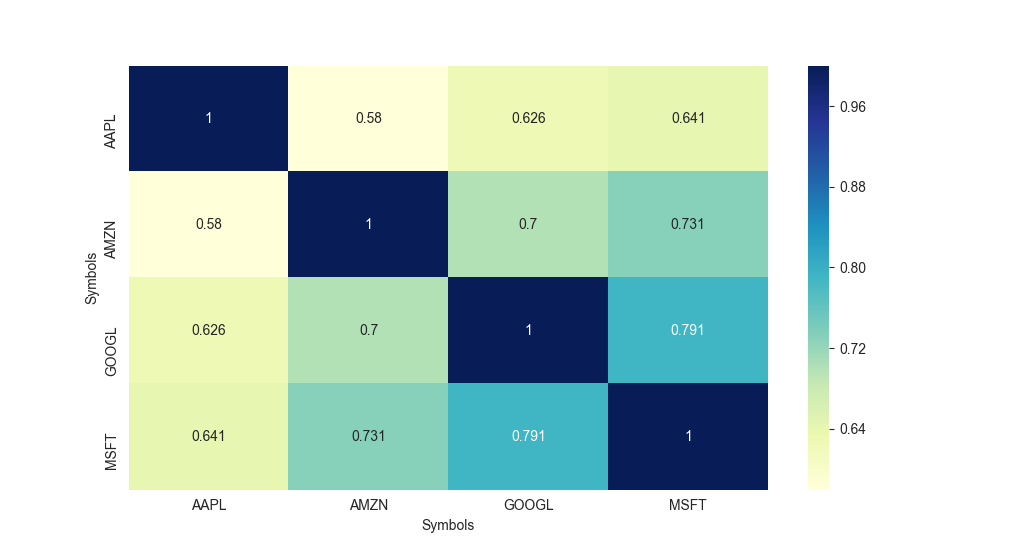 AAPL 1 0.58 0.626 0.641
AMZN 0.58 1 0.7 0.731
GOOGL 0.626 0.7 1 0.791
MSFT 0.641 0.731 0.791 1
Symbols
AAPL AMZN GOOGL MSFT
Symbols
0.96
0.88
0.80
0.72
0.64